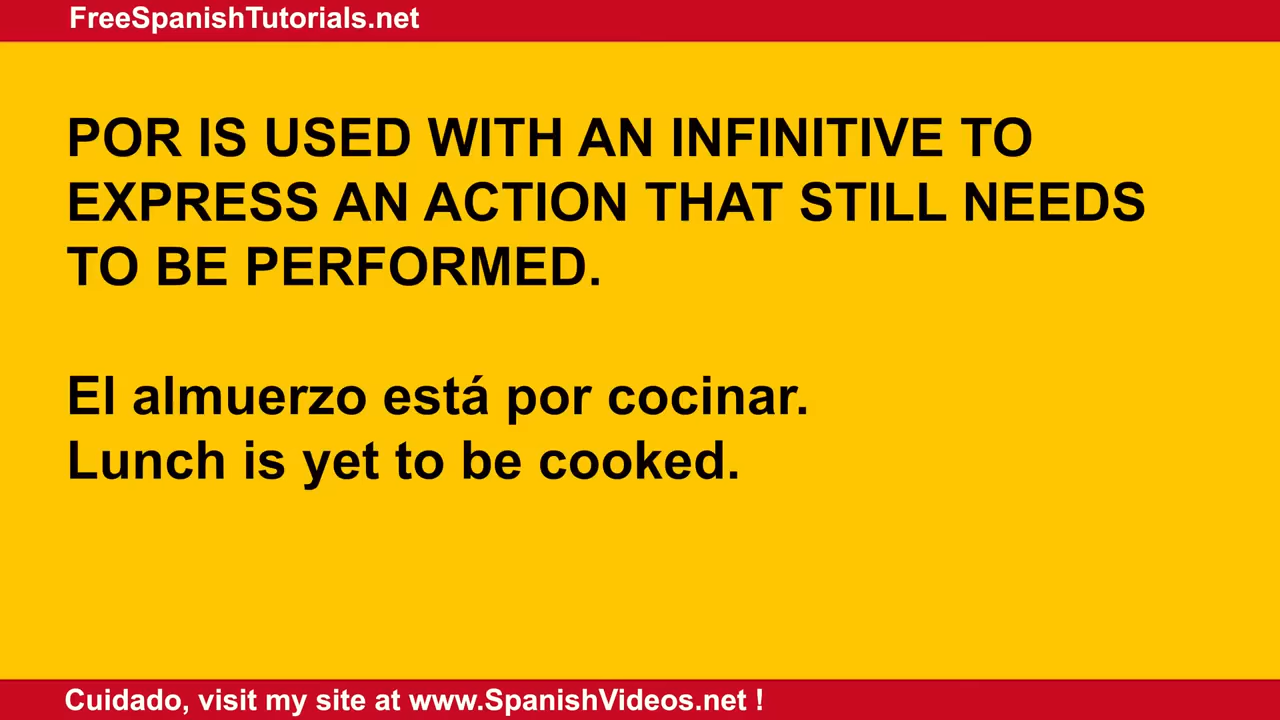 FreeSpanishTutorials.net
POR IS USED WITH AN INFINITIVE TO
EXPRESS AN ACTION THAT STILL NEEDS
TO BE PERFORMED.
El almuerzo está por cocinar.
Lunch is yet to be cooked.
Cuidado, visit my site at www.SpanishVideos.net !